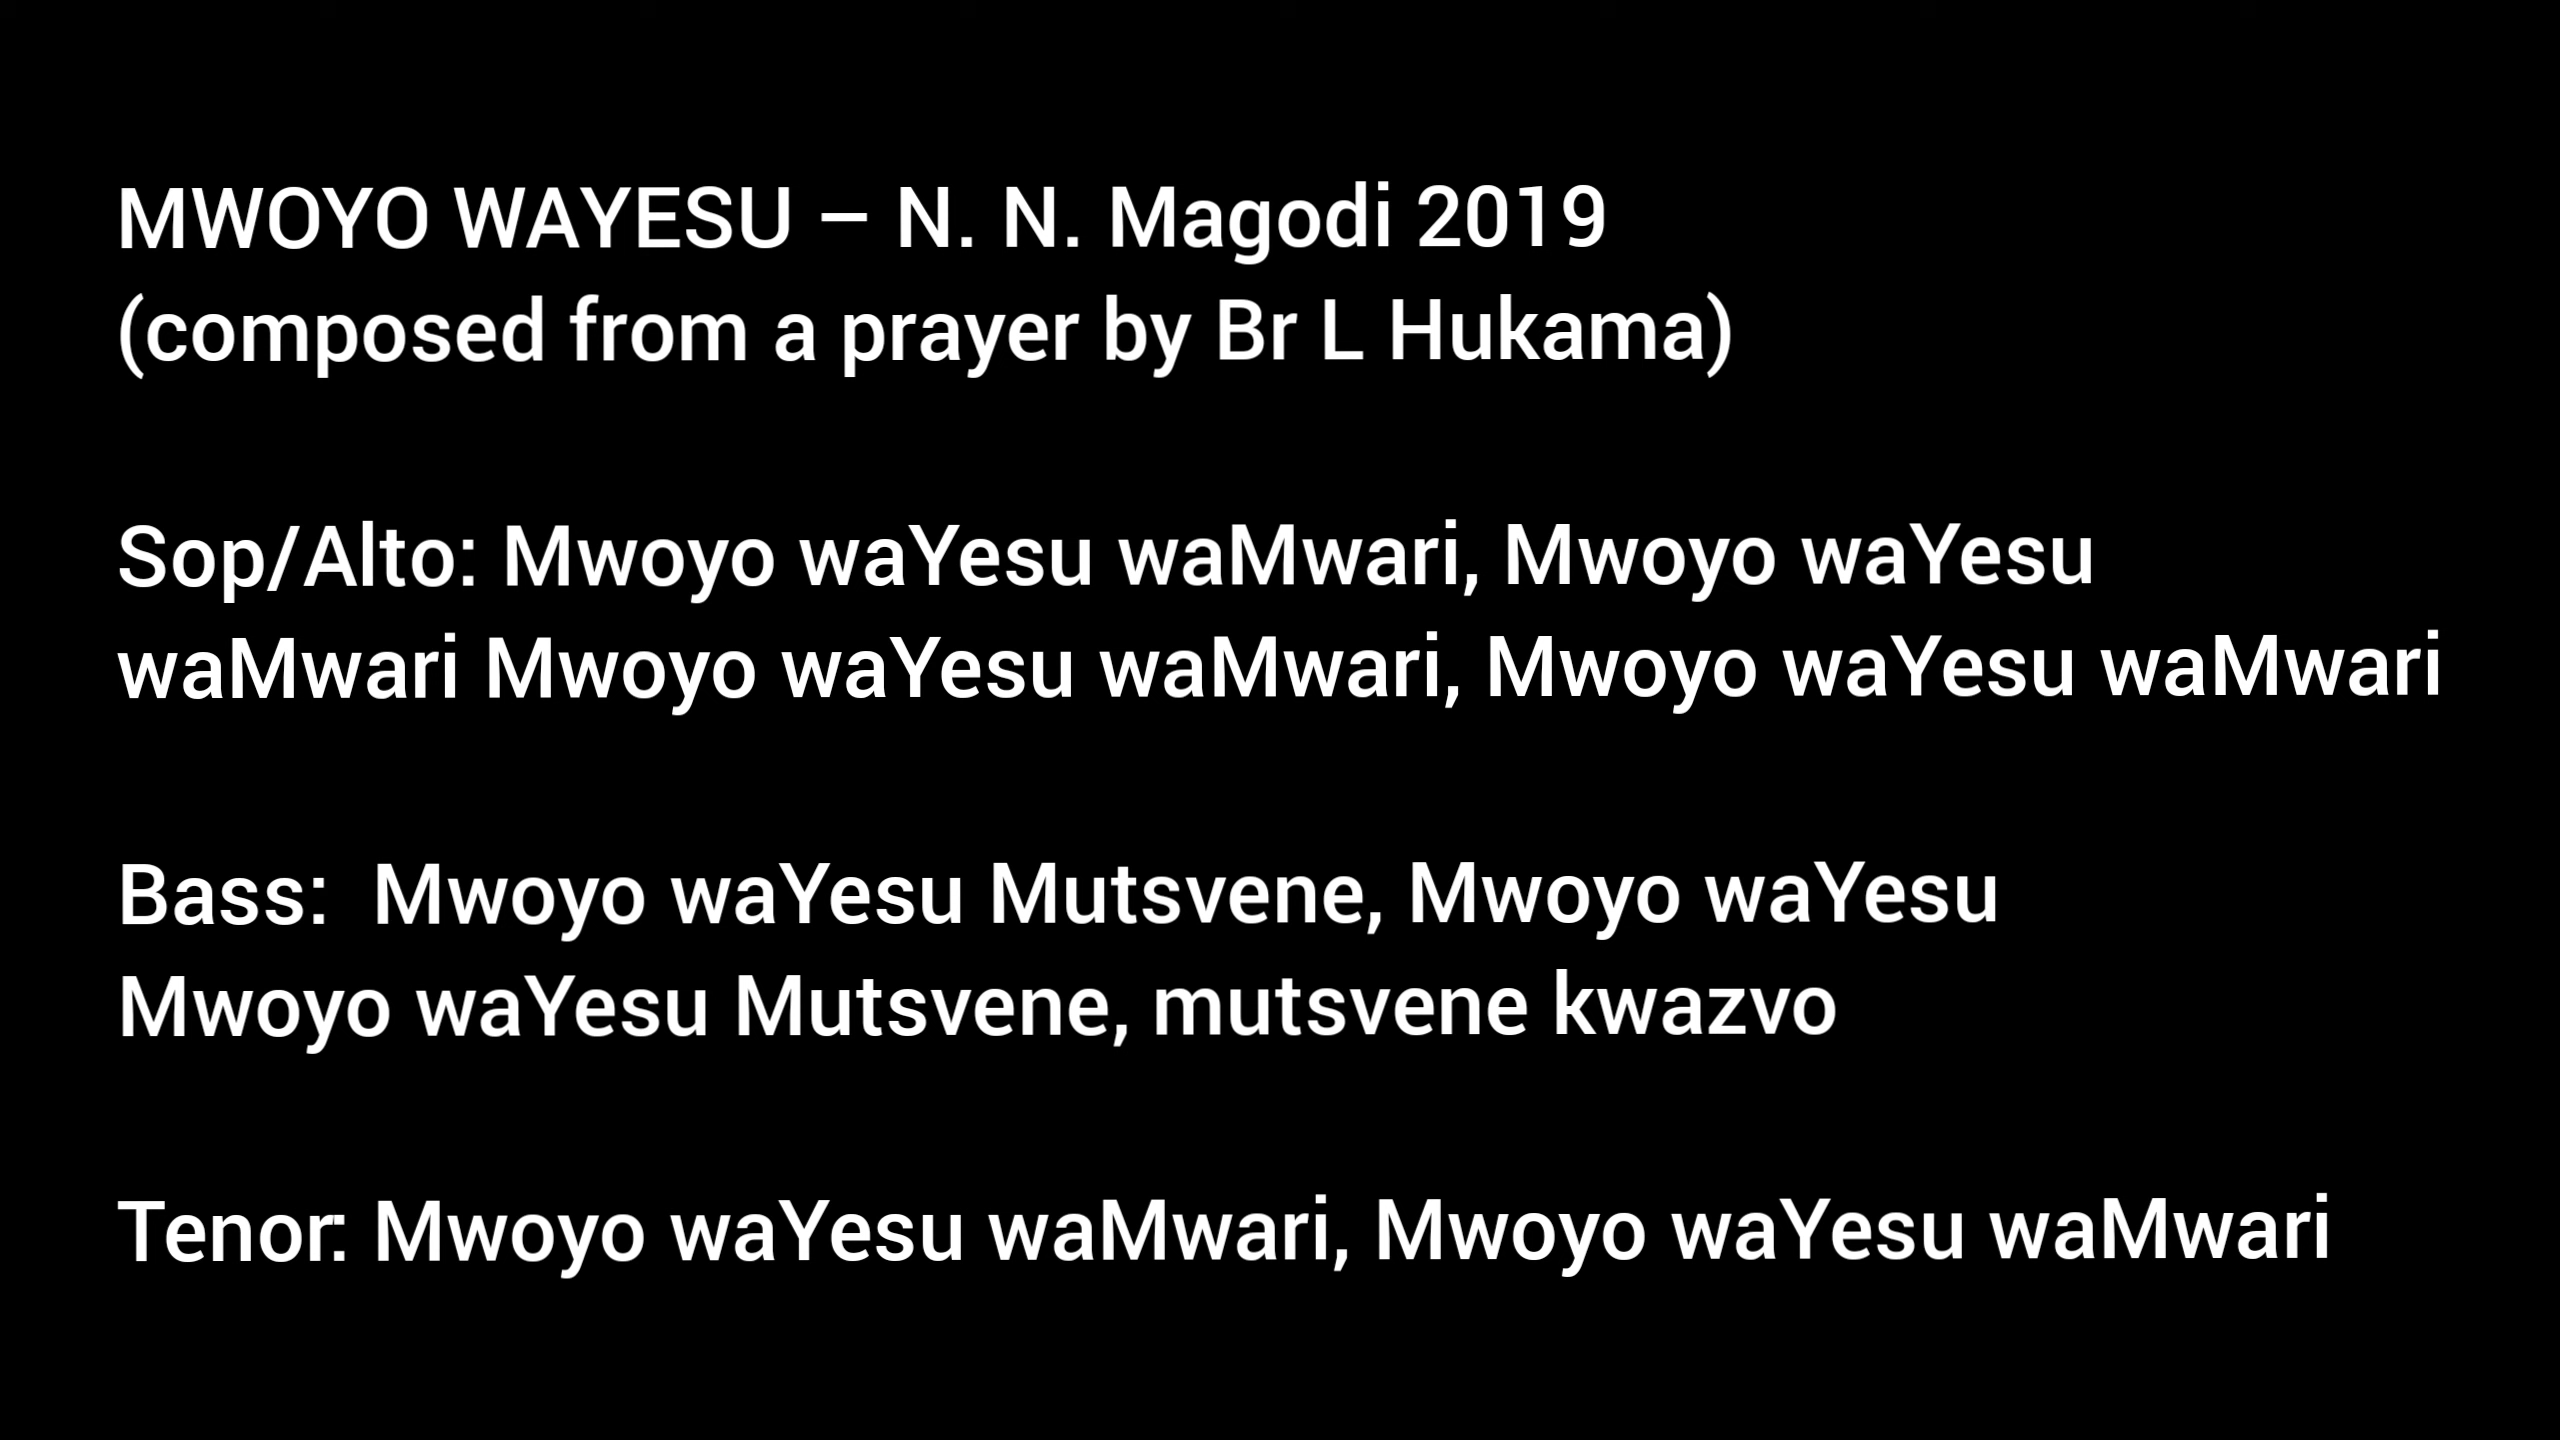 MWOYO WAYESU – N. N. Magodi 2019
(composed from a prayer by Br L Hukama)
Sop/Alto: Mwoyo waYesu waMwari, Mwoyo waYesu
waMwari Mwoyo waYesu waMwari, Mwoyo waYesu waMwari
Bass:  Mwoyo waYesu Mutsvene, Mwoyo waYesu
Mwoyo waYesu Mutsvene, mutsvene kwazvo
Tenor: Mwoyo waYesu waMwari, Mwoyo waYesu waMwari